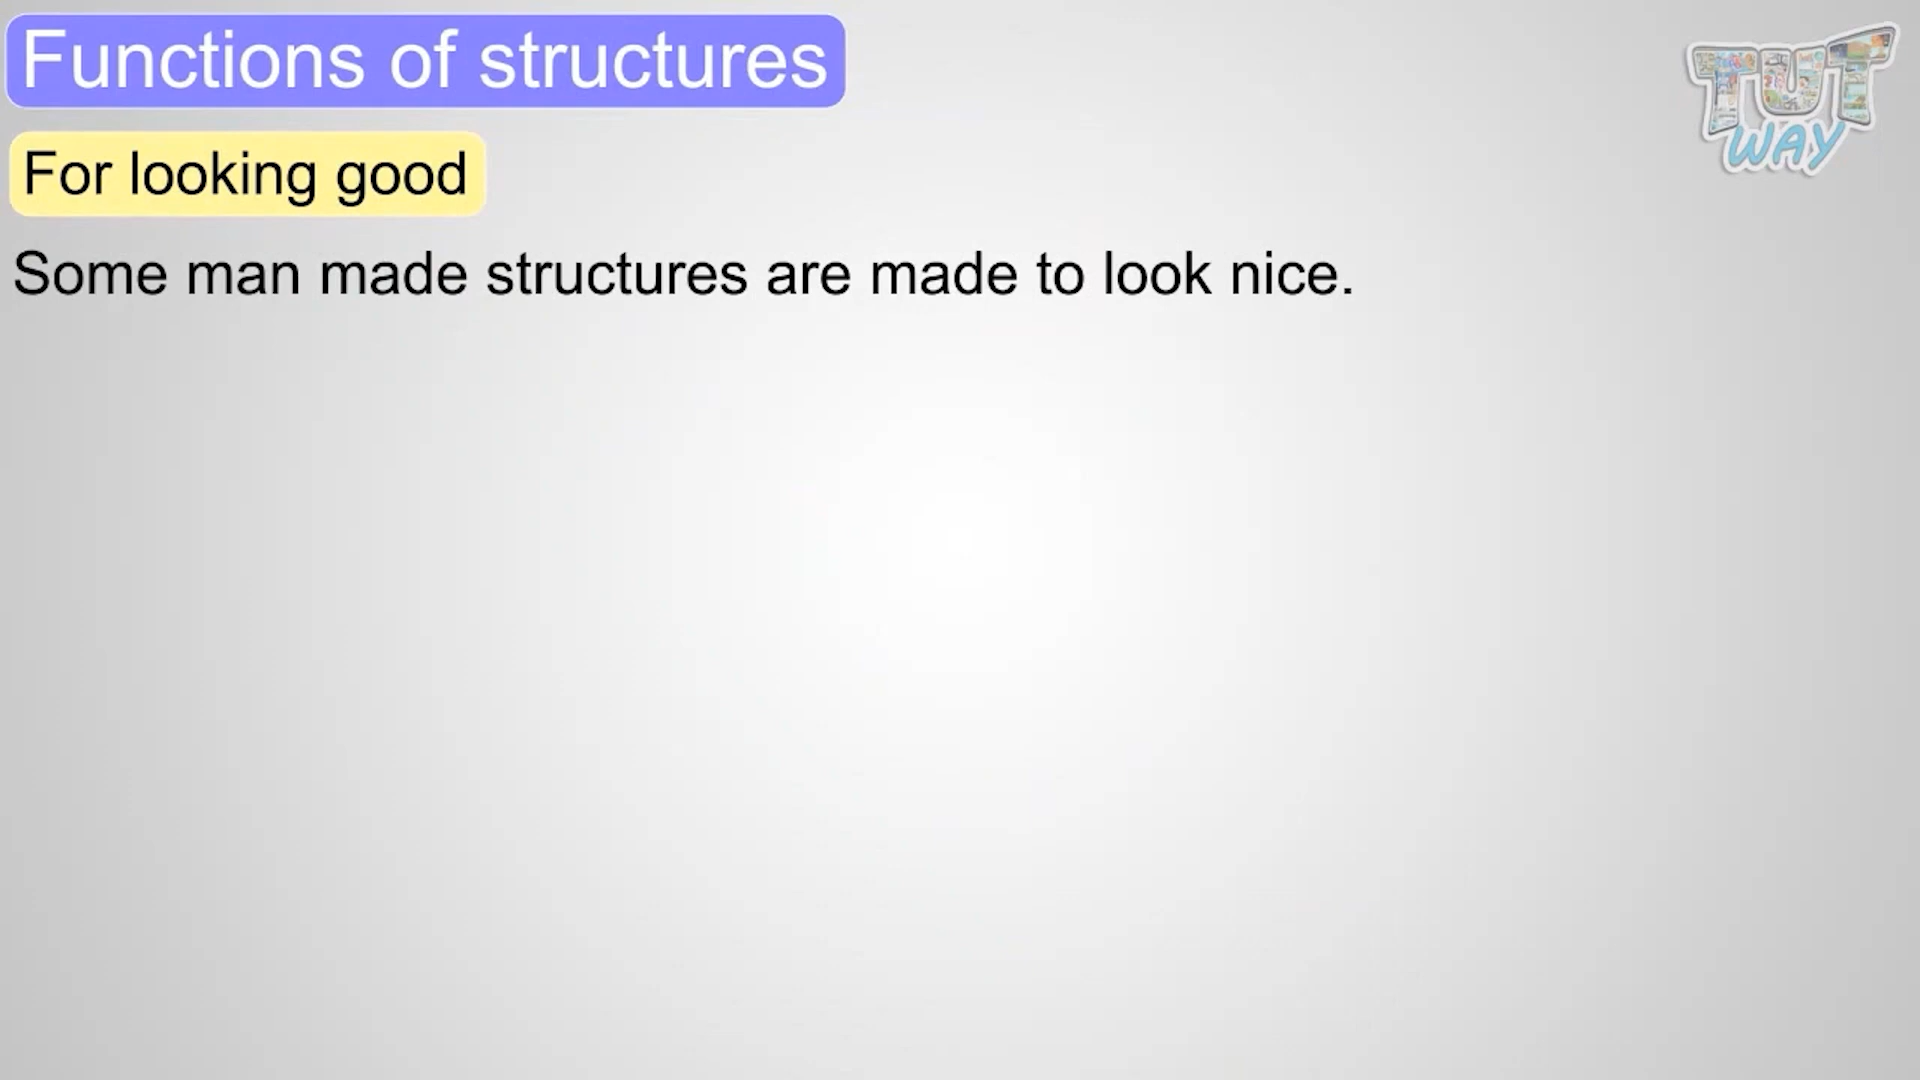 Functions of structures
TUT
WAY
For looking good
Some man made structures are made to look nice.